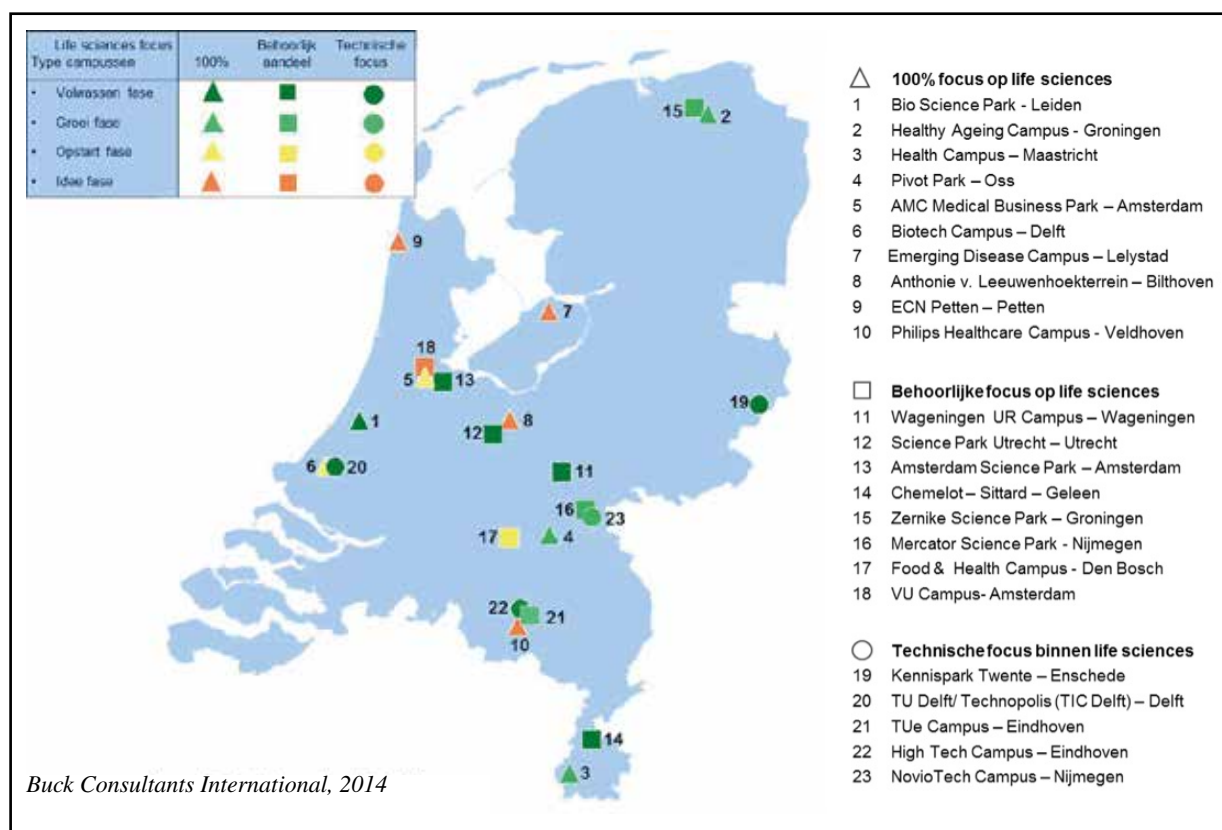 Life sciences focus
Type campussen
100%
Behoorlijk
aandeel
Technische
focus
• Volwassen fase
• Groei fase
• Opstart fase
• Idee fase
15
2
9
7
18
5
13
19
1
8
12
6
20
11
16
23
17
4
22
21
10
14
3
Buck Consultants International, 2014
100% focus op life sciences
1 Bio Science Park - Leiden
2 Healthy Ageing Campus - Groningen
3 Health Campus – Maastricht
4 Pivot Park – Oss
5 AMC Medical Business Park – Amsterdam
6 Biotech Campus – Delft
7 Emerging Disease Campus – Lelystad
8 Anthonie v. Leeuwenhoekterrein – Bilthoven
9 ECN Petten – Petten
10 Philips Healthcare Campus - Veldhoven
Behoorlijke focus op life sciences
11 Wageningen UR Campus – Wageningen
12 Science Park Utrecht – Utrecht
13 Amsterdam Science Park – Amsterdam
14 Chemelot – Sittard – Geleen
15 Zernike Science Park – Groningen
16 Mercator Science Park - Nijmegen
17 Food & Health Campus - Den Bosch
18 VU Campus- Amsterdam
Technische focus binnen life sciences
19 Kennispark Twente – Enschede
20 TU Delft/ Technopolis (TIC Delft) – Delft
21 TUe Campus – Eindhoven
22 High Tech Campus – Eindhoven
23 NovioTech Campus – Nijmegen